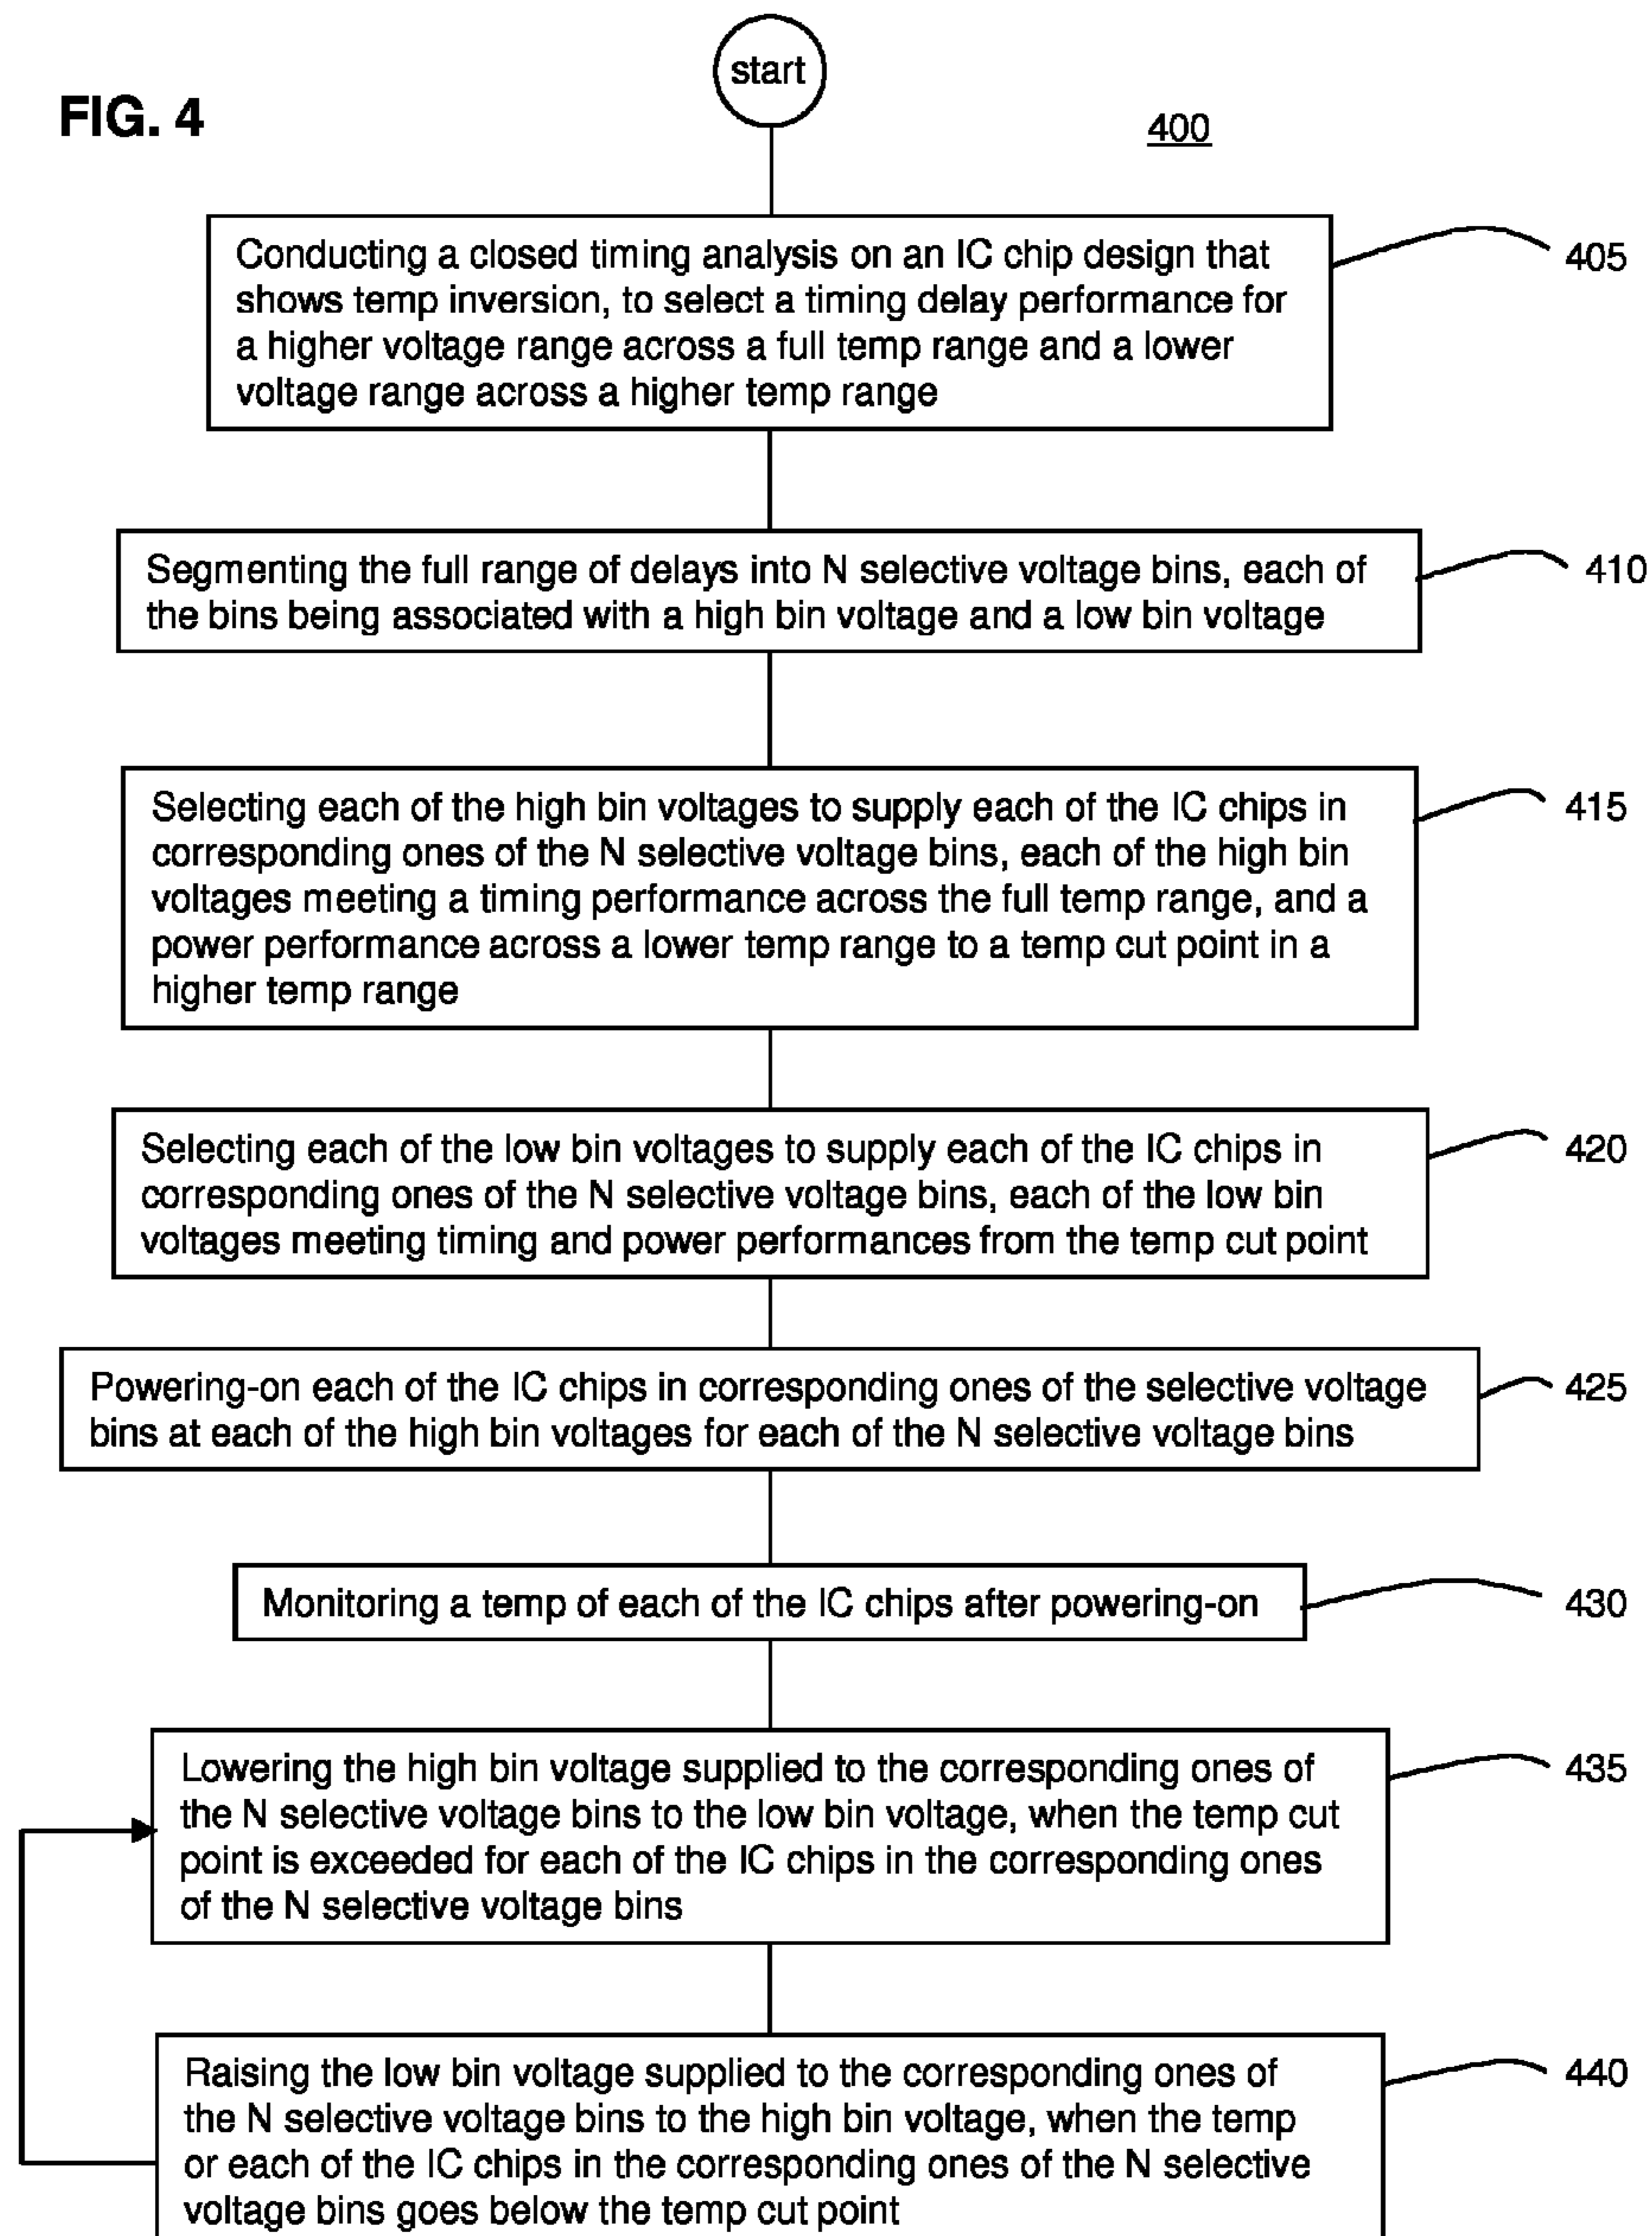 start
FIG. 4
400
Conducting a closed timing analysis on an IC chip design that
shows temp inversion, to select a timing delay performance for
a higher voltage range across a full temp range and a lower
voltage range across a higher temp range
405
Segmenting the full range of delays into N selective voltage bins, each of
the bins being associated with a high bin voltage and a low bin voltage
410
Selecting each of the high bin voltages to supply each of the IC chips in
corresponding ones of the N selective voltage bins, each of the high bin
voltages meeting a timing performance across the full temp range, and a
power performance across a lower temp range to a temp cut point in a
higher temp range
415
Selecting each of the low bin voltages to supply each of the IC chips in
corresponding ones of the N selective voltage bins, each of the low bin
voltages meeting timing and power performances from the temp cut point
420
Powering-on each of the IC chips in corresponding ones of the selective voltage
bins at each of the high bin voltages for each of the N selective voltage bins
425
Monitoring a temp of each of the IC chips after powering-on
430
Lowering the high bin voltage supplied to the corresponding ones of
the N selective voltage bins to the low bin voltage, when the temp cut
point is exceeded for each of the IC chips in the corresponding ones
of the N selective voltage bins
435
Raising the low bin voltage supplied to the corresponding ones of
the N selective voltage bins to the high bin voltage, when the temp
or each of the IC chips in the corresponding ones of the N selective
voltage bins goes below the temp cut point
440